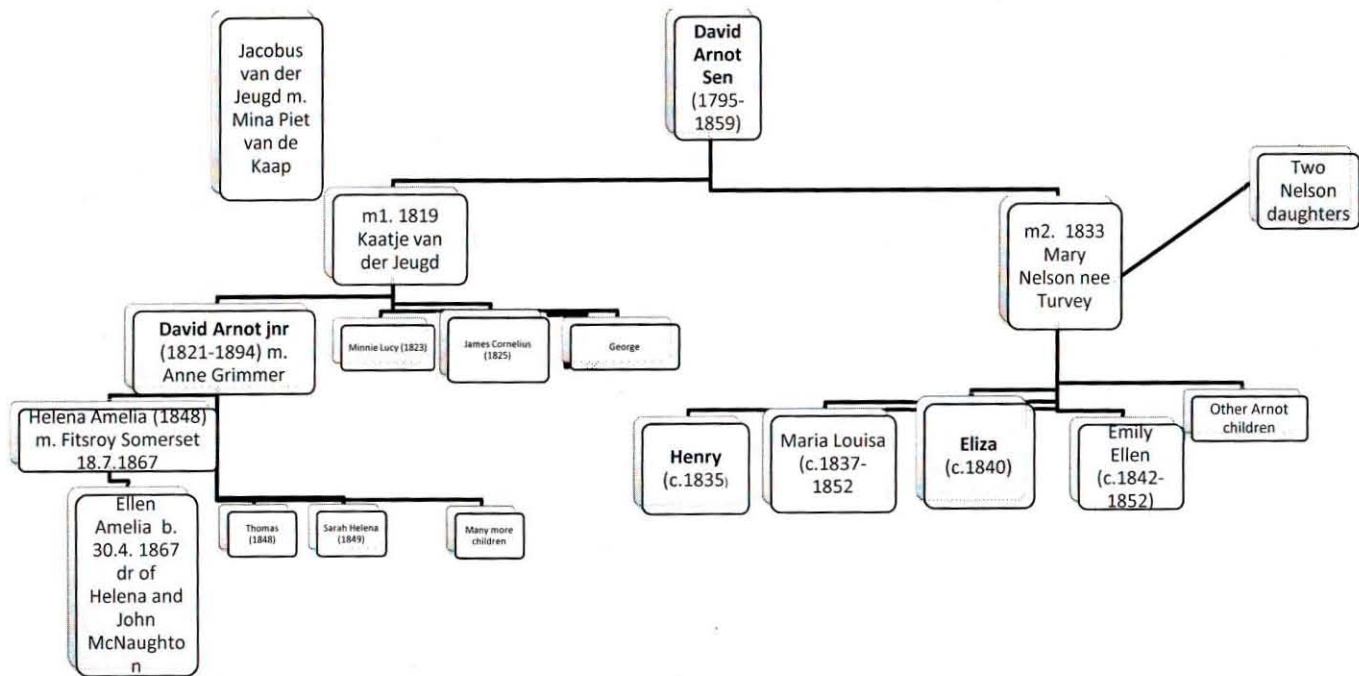 Jacobus
van der
Jeugd m.
Mina Piet
van de
Kaap
David
Arnot
Sen
(1795-
1859)
Two
Nelson
daughters
m1. 1819
Kaatje van
der Jeugd
m2. 1833
Mary
Nelson nee
Turvey
David Arnot jnr
(1821-1894) m.
Anne Grimmer
Minnie Lucy (1823)
James Cornelius
(1825)
George
Helena Amelia (1848)
m. Fitsroy Somerset
18.7.1867
Henry
(c.1835)
Maria Louisa
(c.1837-
1852
Eliza
(c.1840)
Emily
Ellen
(c.1842-
1852)
Other Arnot
children
Ellen
Amelia b.
30.4. 1867
dr of
Helena and
John
McNaughto
n
Thomas
(1848)
Sarah Helena
(1849)
Many more
children